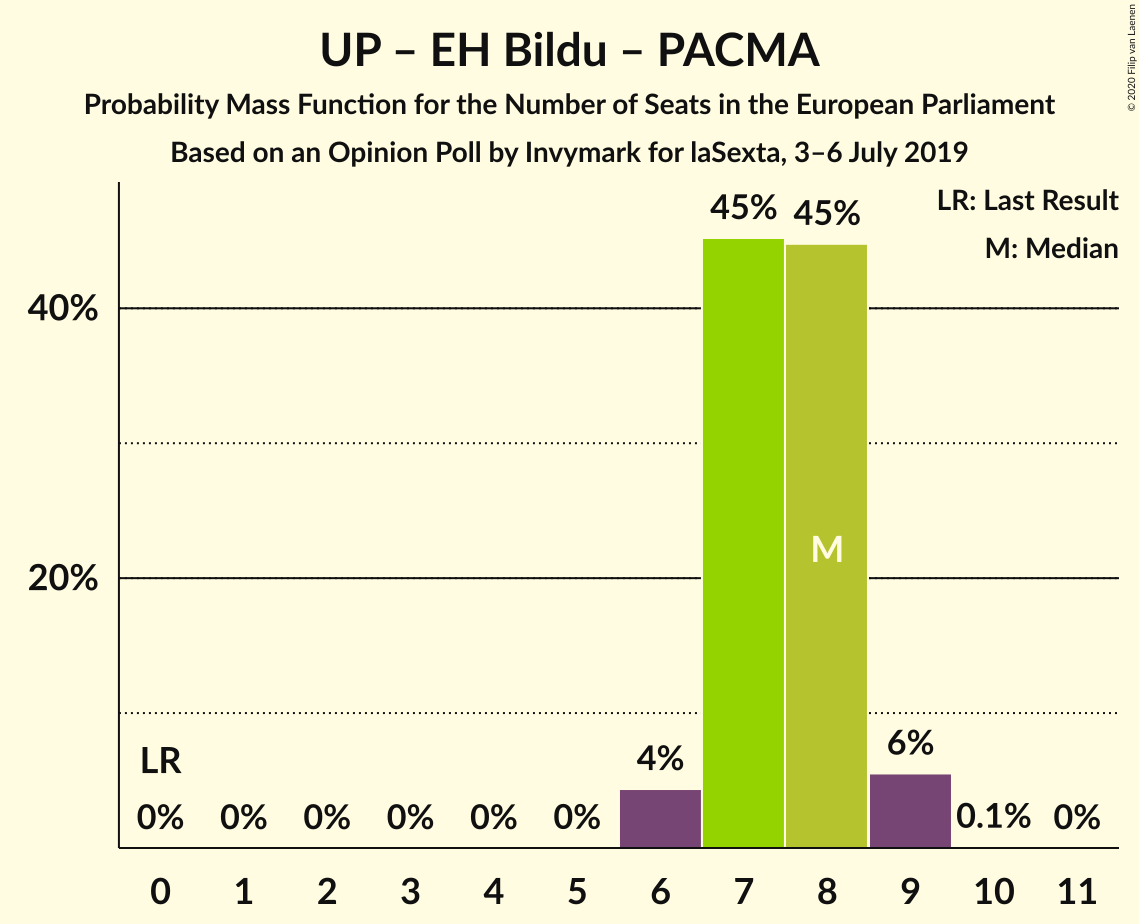 UP – EH Bildu – PACMA
Probability Mass Function for the Number of Seats in the European Parliament
Based on an Opinion Poll by Invymark for laSexta, 3–6 July 2019
© 2020 Filip van Laenen
LR: Last Result
M: Median
45% 45%
40%
M
20%
LR
0% 0% 0% 0% 0% 0% 4% 6% 0.1% 0%
0 1 2 3 4 5 6 7 8 9 10 11